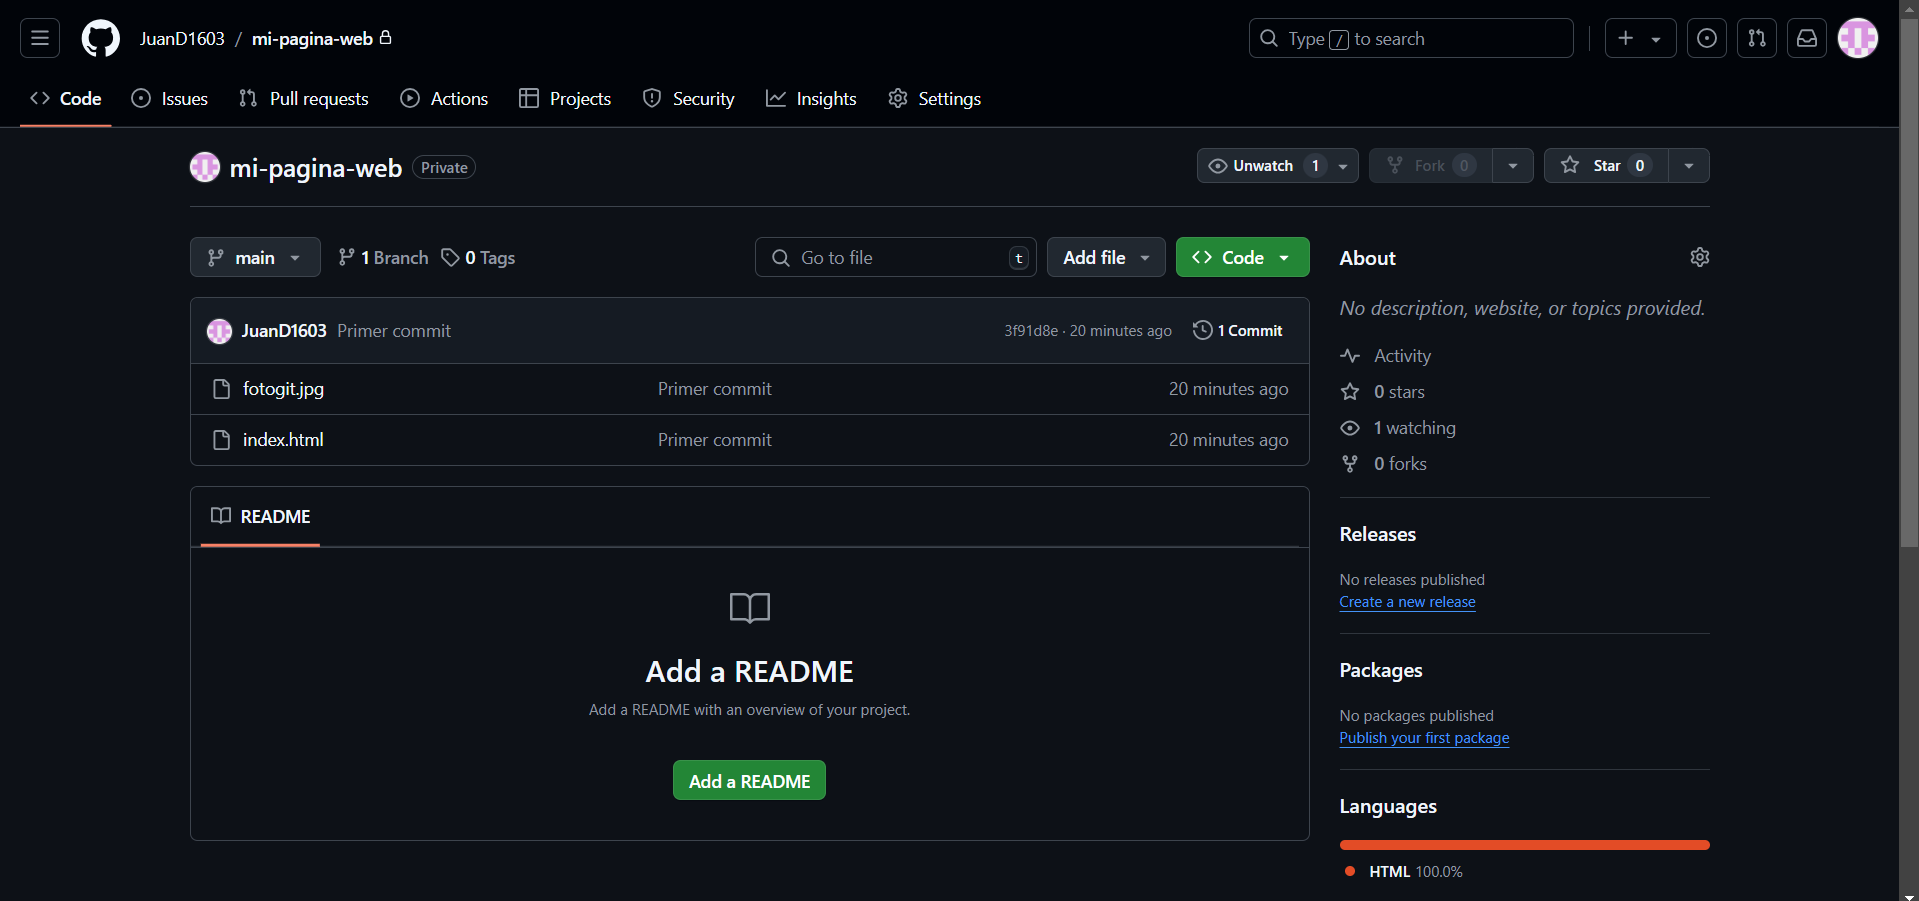 JuanD1603 / mi-pagina-web
Type / to search
Code Issues Pull requests Actions Projects Security Insights Settings
mi-pagina-web Private
Unwatch 1 Fork 0 Star 0
main 1 Branch 0 Tags
Go to file t
Add file Code
JuanD1603 Primer commit 3f91d8e · 20 minutes ago 1 Commit
fotogit.jpg Primer commit 20 minutes ago
index.html Primer commit 20 minutes ago
README
Add a README
Add a README with an overview of your project.
Add a README
About
No description, website, or topics provided.
Activity
0 stars
1 watching
0 forks
Releases
No releases published
Create a new release
Packages
No packages published
Publish your first package
Languages
HTML 100.0%